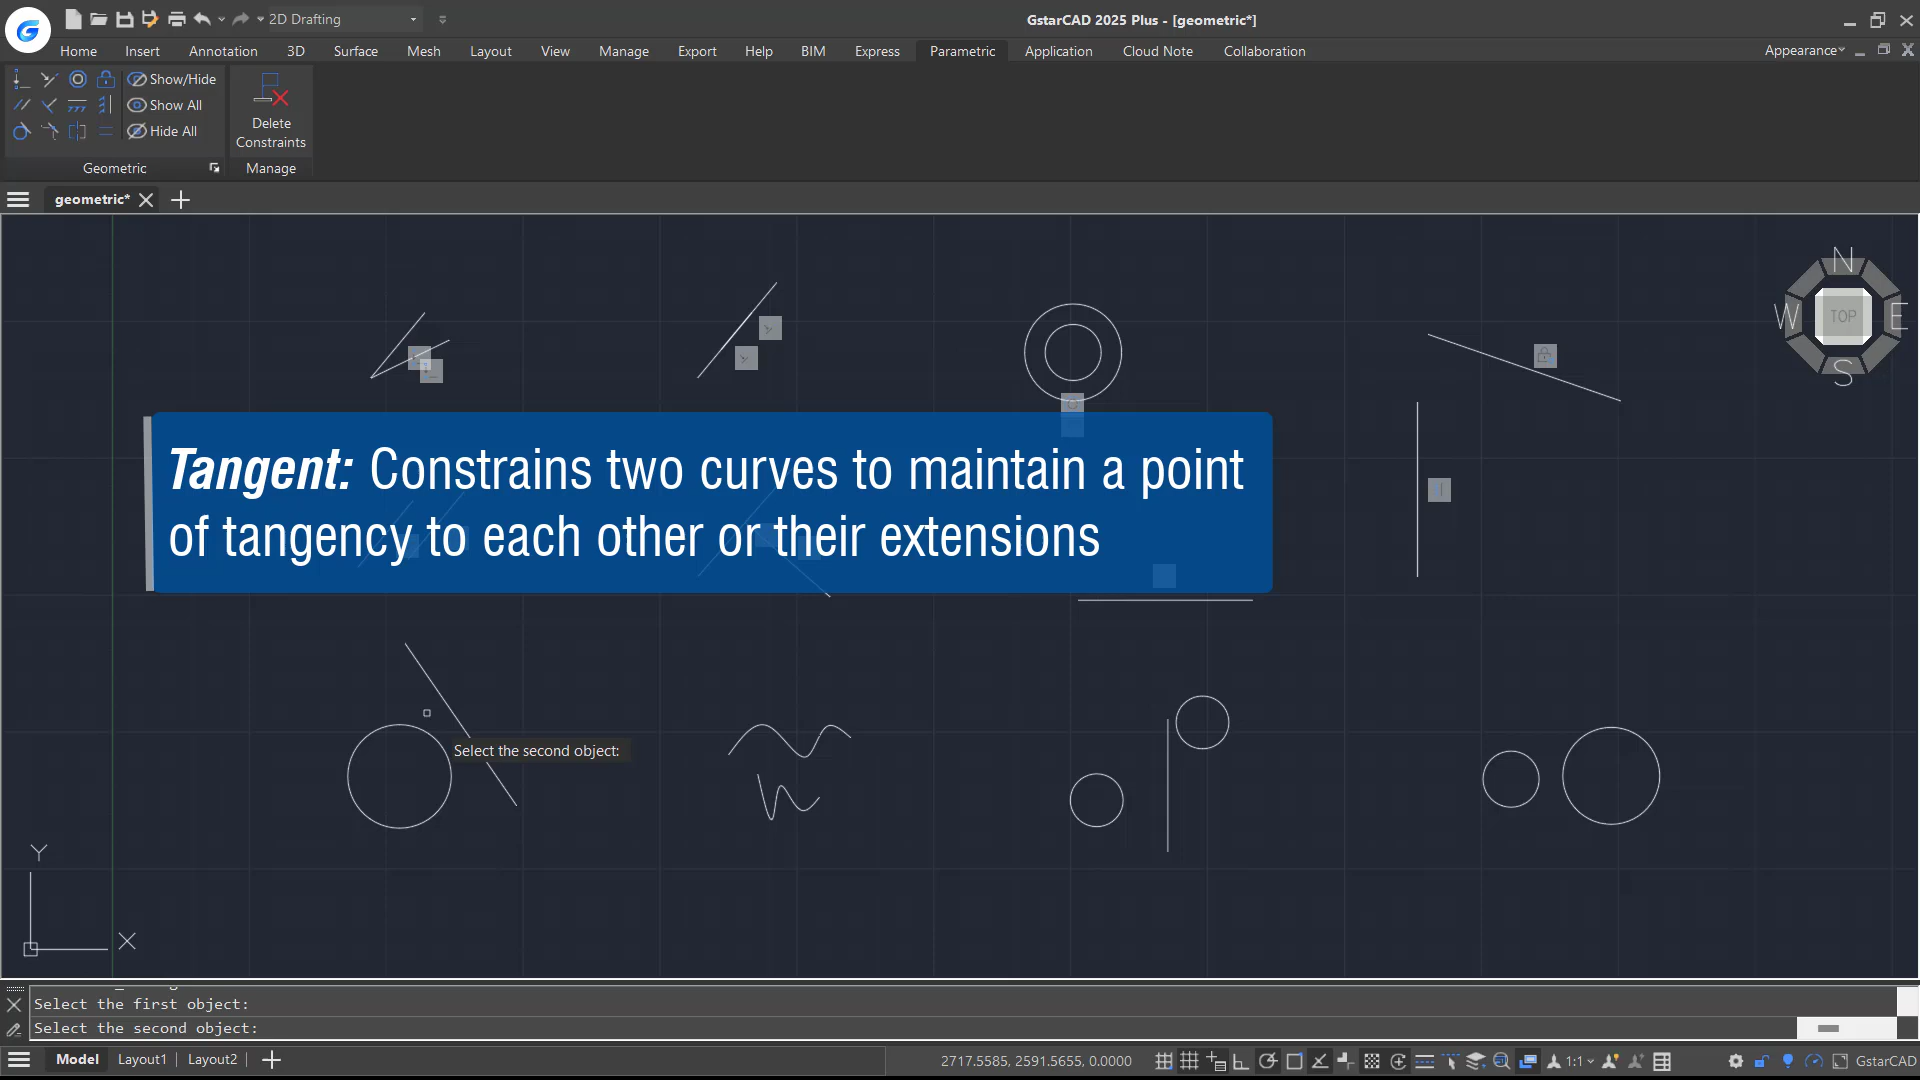 2D Drafting
GstarCAD 2025 Plus - [geometric*]
Home Insert Annotation 3D Surface Mesh Layout View Manage Export Help BIM Express Parametric Application Cloud Note Collaboration Appearance
Show/Hide
Show All
Hide All
Delete
Constraints
Geometric
Manage
geometric*
N
W TOP E
S
Tangent: Constrains two curves to maintain a point
of tangency to each other or their extensions
Select the second object:
Y
X
Select the first object:
Select the second object:
Model Layout1 Layout2
2717.5585, 2591.5655, 0.0000
1:1
GstarCAD